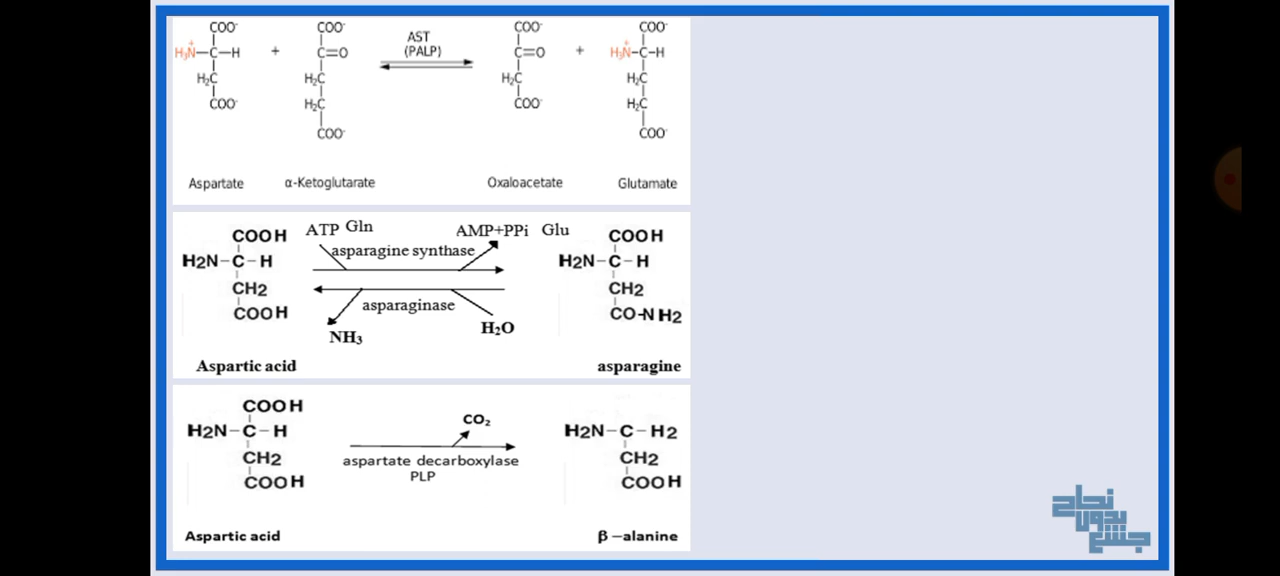 COO⁻ COO⁻ COO⁻ COO⁻
H₃N⁺–C–H + C=O AST (PALP) C=O + H₃N⁺–C–H
H₂C H₂C H₂C H₂C
COO⁻ H₂C COO⁻ H₂C
COO⁻ COO⁻
Aspartate α-Ketoglutarate Oxaloacetate Glutamate
COOH ATP Gln AMP+PPi Glu COOH
H2N-C-H asparagine synthase H2N-C-H
CH2 asparaginase CH2
COOH NH₃ H₂O CO-NH2
Aspartic acid asparagine
COOH CO₂
H2N-C-H H2N-C-H2
CH2 aspartate decarboxylase CH2
COOH PLP COOH
Aspartic acid β-alanine
نجاح
بدون
جشع